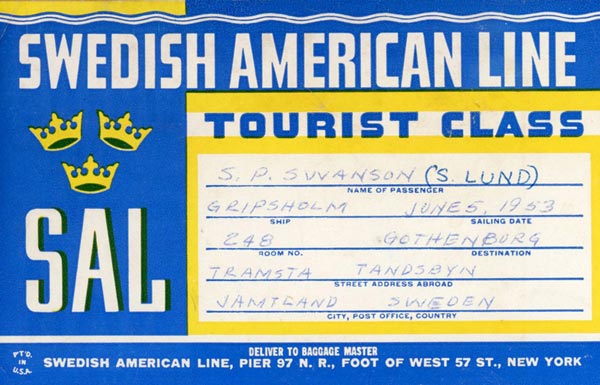 SWEDISH AMERICAN LINE
TOURIST CLASS
S. P. SWANSON (S. LUND)
NAME OF PASSENGER
GRIPSHOLM JUNE 5, 1953
SHIP SAILING DATE
248 GOTHENBURG
ROOM NO. DESTINATION
TRAMSTA TANDSBYN
STREET ADDRESS ABROAD
JAMTLAND SWEDEN
CITY, POST OFFICE, COUNTRY
SAL
PT'D. IN U.S.A.
DELIVER TO BAGGAGE MASTER
SWEDISH AMERICAN LINE, PIER 97 N. R., FOOT OF WEST 57 ST., NEW YORK